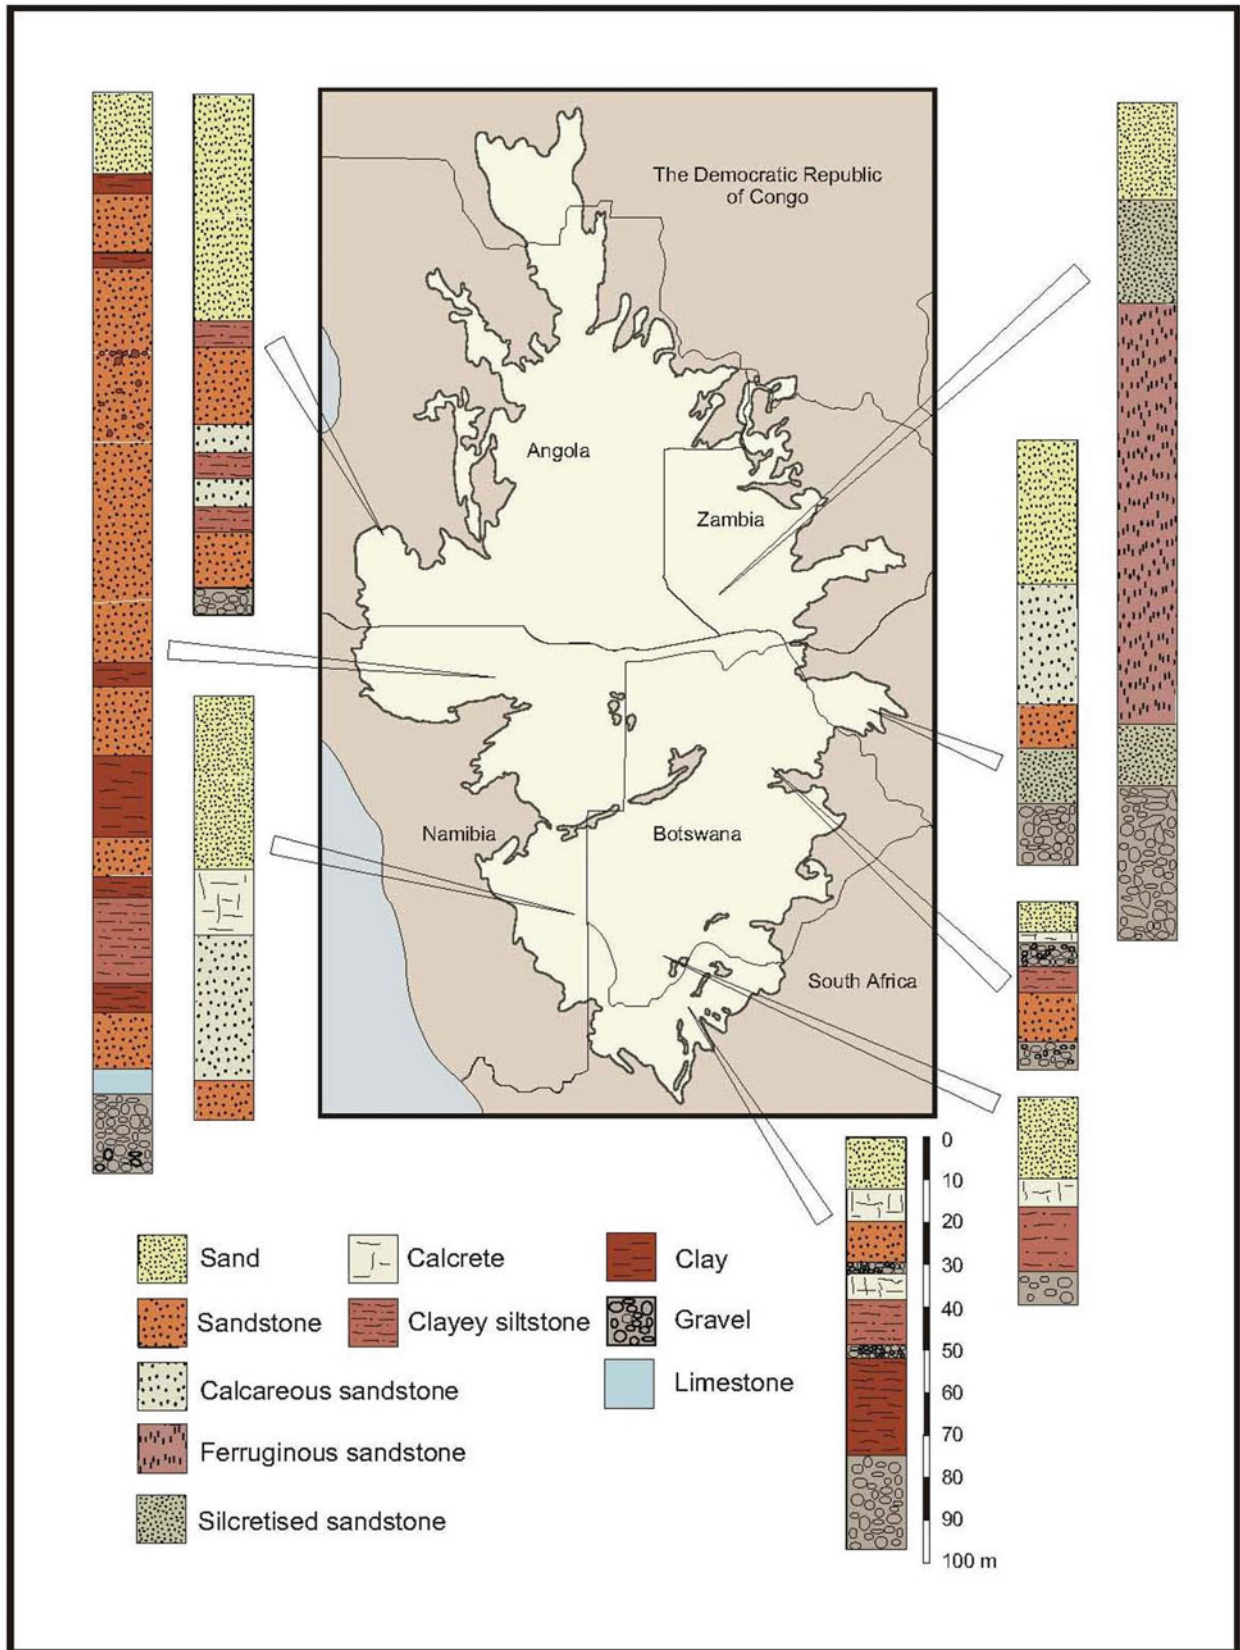 The Democratic Republic
of Congo
Angola
Zambia
Namibia
Botswana
South Africa
0
10
20
30
40
50
60
70
80
90
100 m
Sand
Calcrete
Clay
Sandstone
Clayey siltstone
Gravel
Calcareous sandstone
Limestone
Ferruginous sandstone
Silcretised sandstone